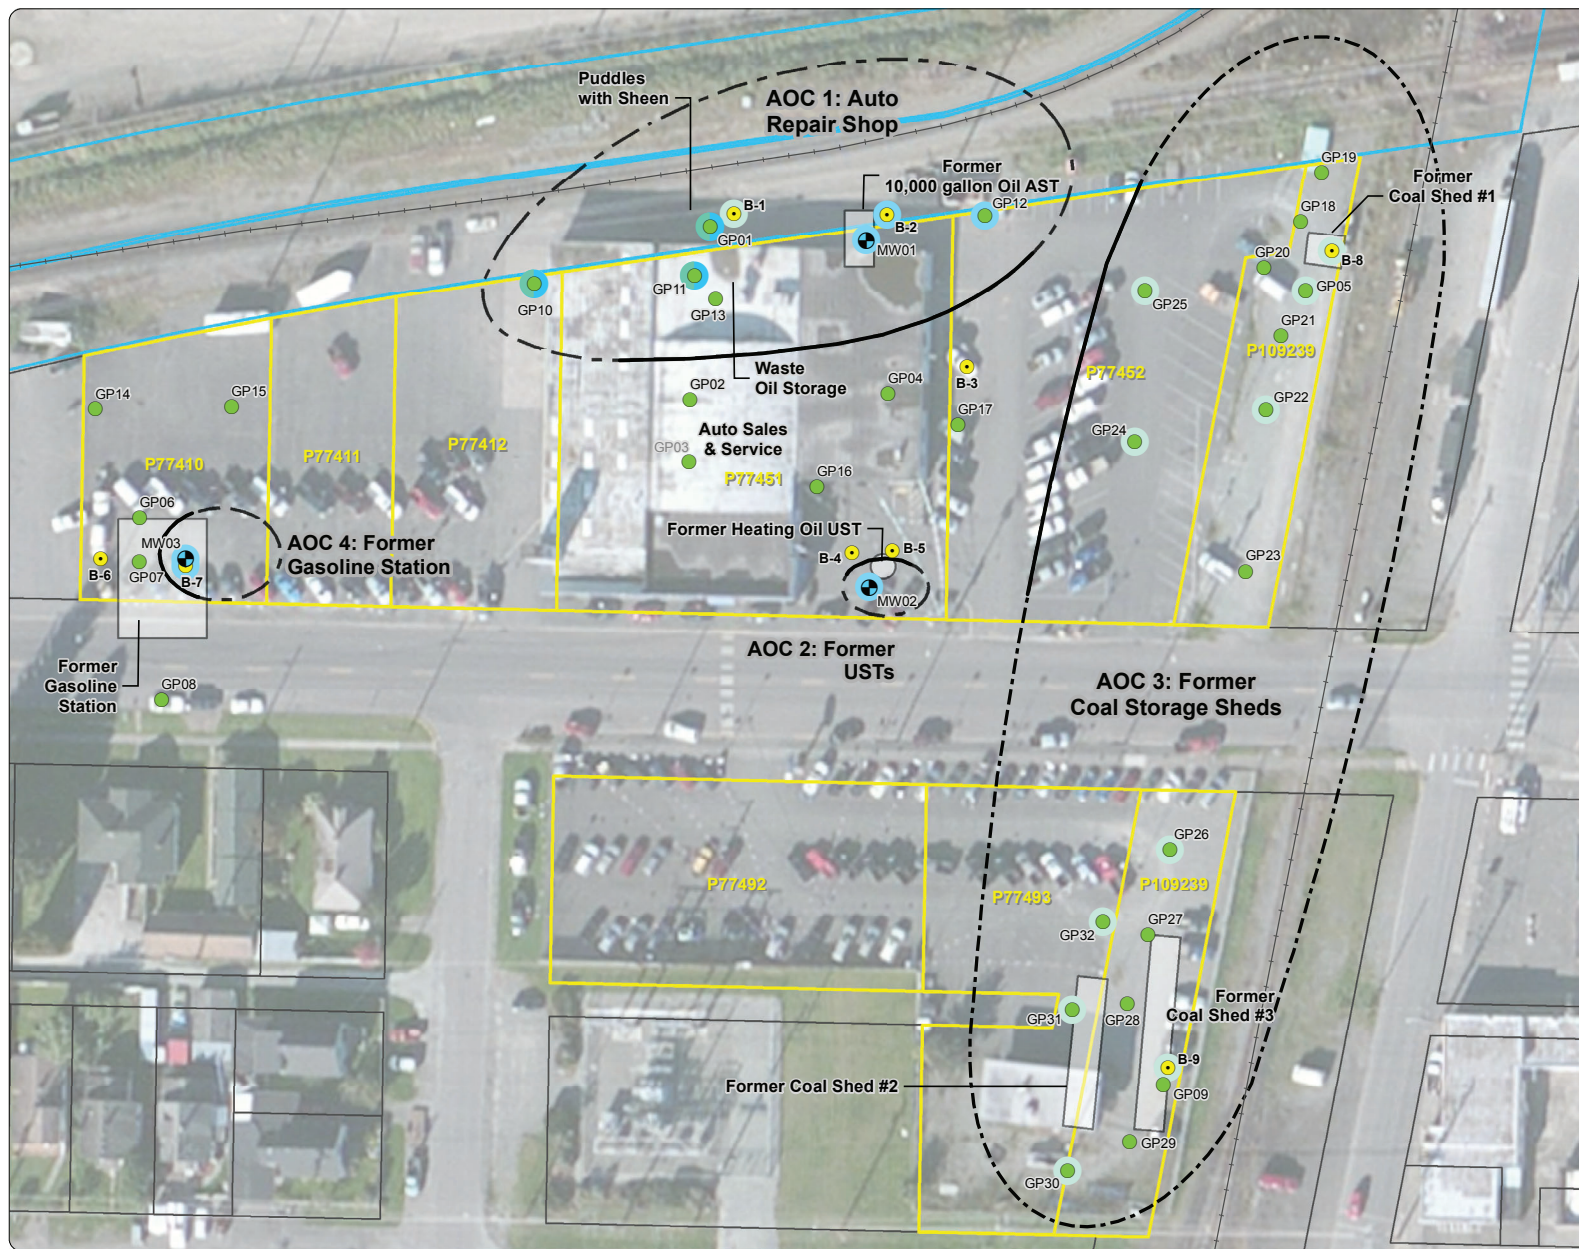 Puddles
with Sheen
AOC 1: Auto
Repair Shop
Former
10,000 gallon Oil AST
GP19
Former
Coal Shed #1
B-1
GP01
B-2
MW01
GP12
GP18
B-8
GP20
GP05
GP10
GP11
GP13
GP25
GP21
P109239
Waste
Oil Storage
B-3
P77452
GP14
GP15
GP02
GP04
GP17
GP22
GP24
P77410
P77411
P77412
Auto Sales
& Service
GP03
P77451
GP16
GP06
MW03
GP07
B-6
B-7
AOC 4: Former
Gasoline Station
Former Heating Oil UST
B-4
B-5
MW02
GP23
AOC 2: Former
USTs
AOC 3: Former
Coal Storage Sheds
Former
Gasoline
Station
GP08
GP26
P77492
P77493
P109239
GP32
GP27
GP31
GP28
Former
Coal Shed #3
B-9
GP09
Former Coal Shed #2
GP29
GP30